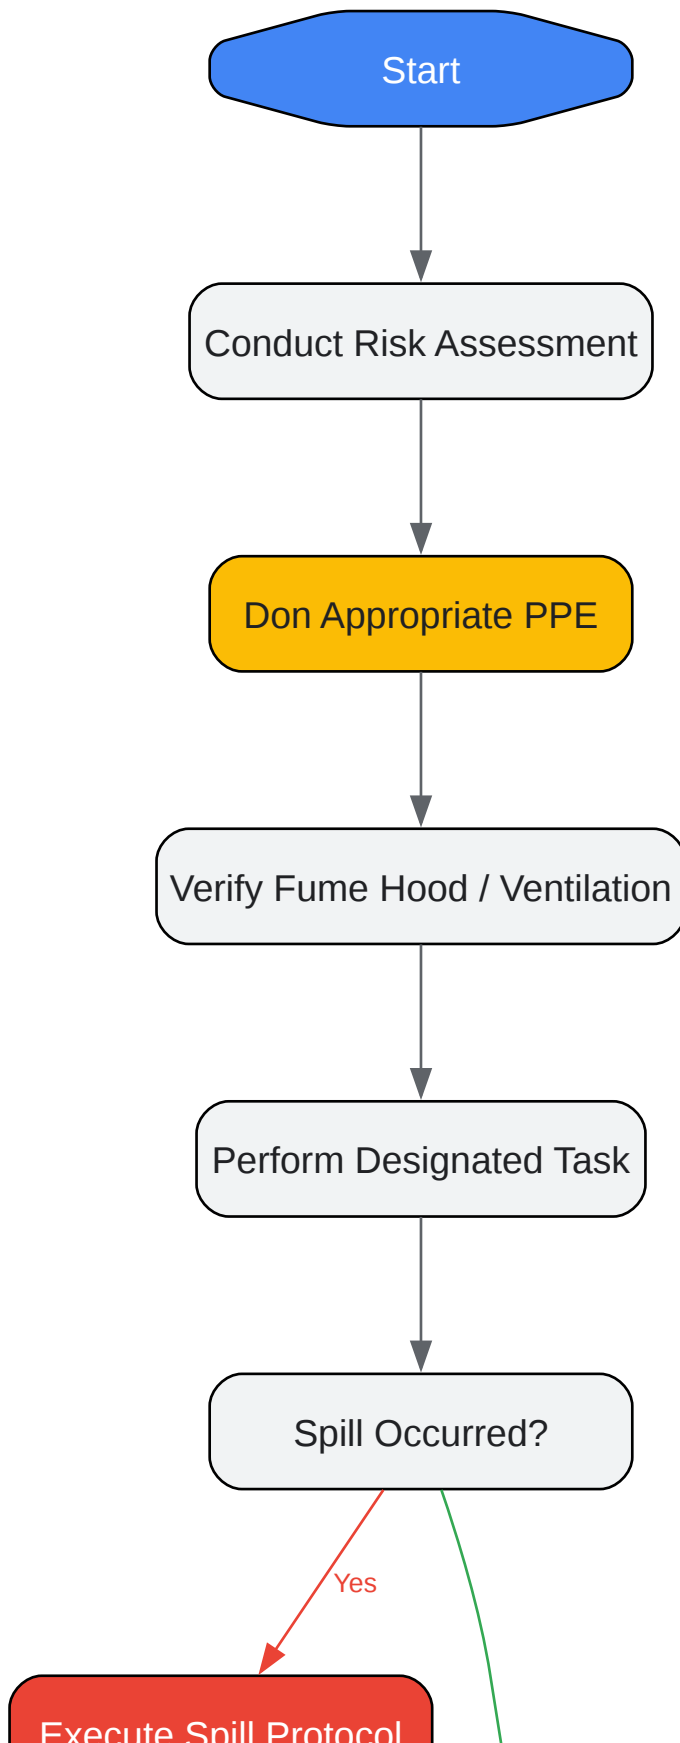 Start
Conduct Risk Assessment
Don Appropriate PPE
Verify Fume Hood / Ventilation
Perform Designated Task
Spill Occurred?
Yes
Execute Spill Protocol